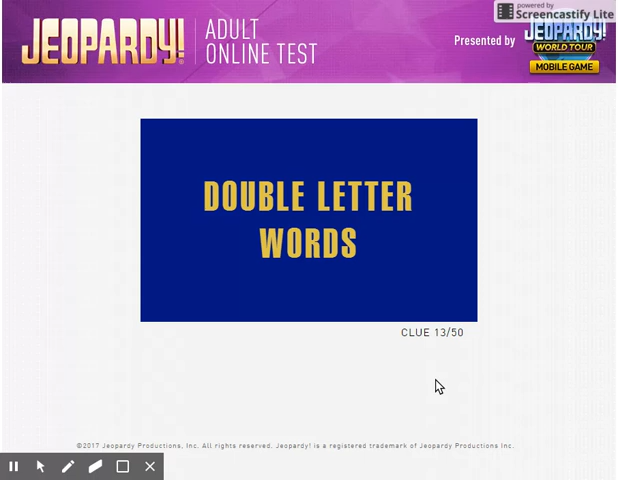 powered by
Screencastify Lite
JEOPARDY!
ADULT
ONLINE TEST
Presented by
JEOPARDY!
WORLD TOUR
MOBILE GAME
DOUBLE LETTER
WORDS
CLUE 13/50
©2017 Jeopardy Productions, Inc. All rights reserved. Jeopardy! is a registered trademark of Jeopardy Productions Inc.